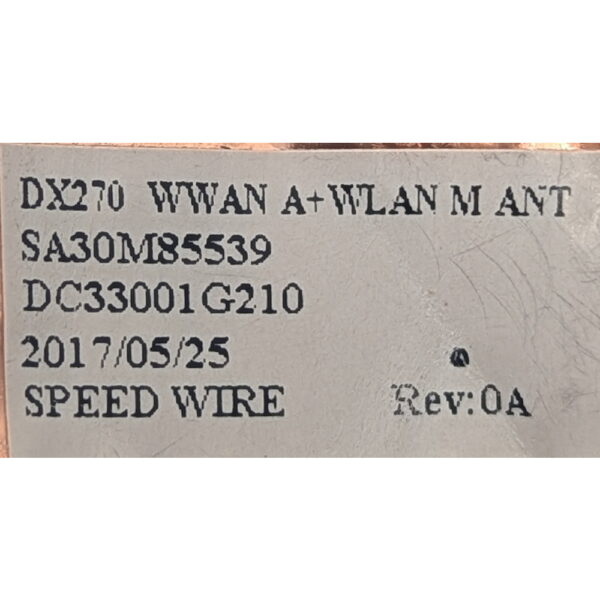 DX270 WWAN A+WLAN M ANT
SA30M85539
DC33001G210
2017/05/25
SPEED WIRE Rev:0A